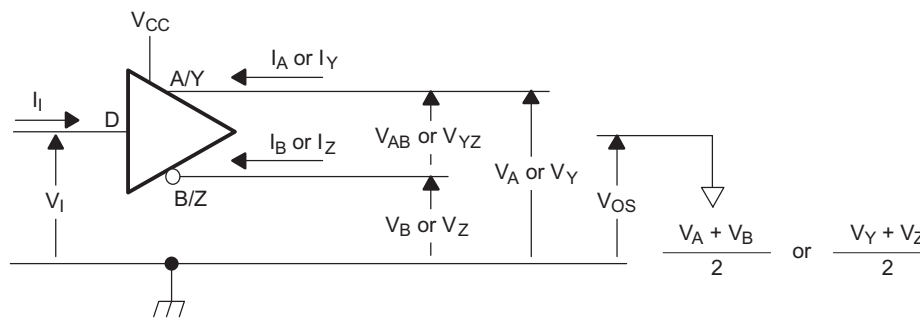 VCC
IA or IY
A/Y
II
D
IB or IZ
VAB or VYZ
VA or VY
VOS
VI
B/Z
VB or VZ
VA + VB
2
or
VY + VZ
2